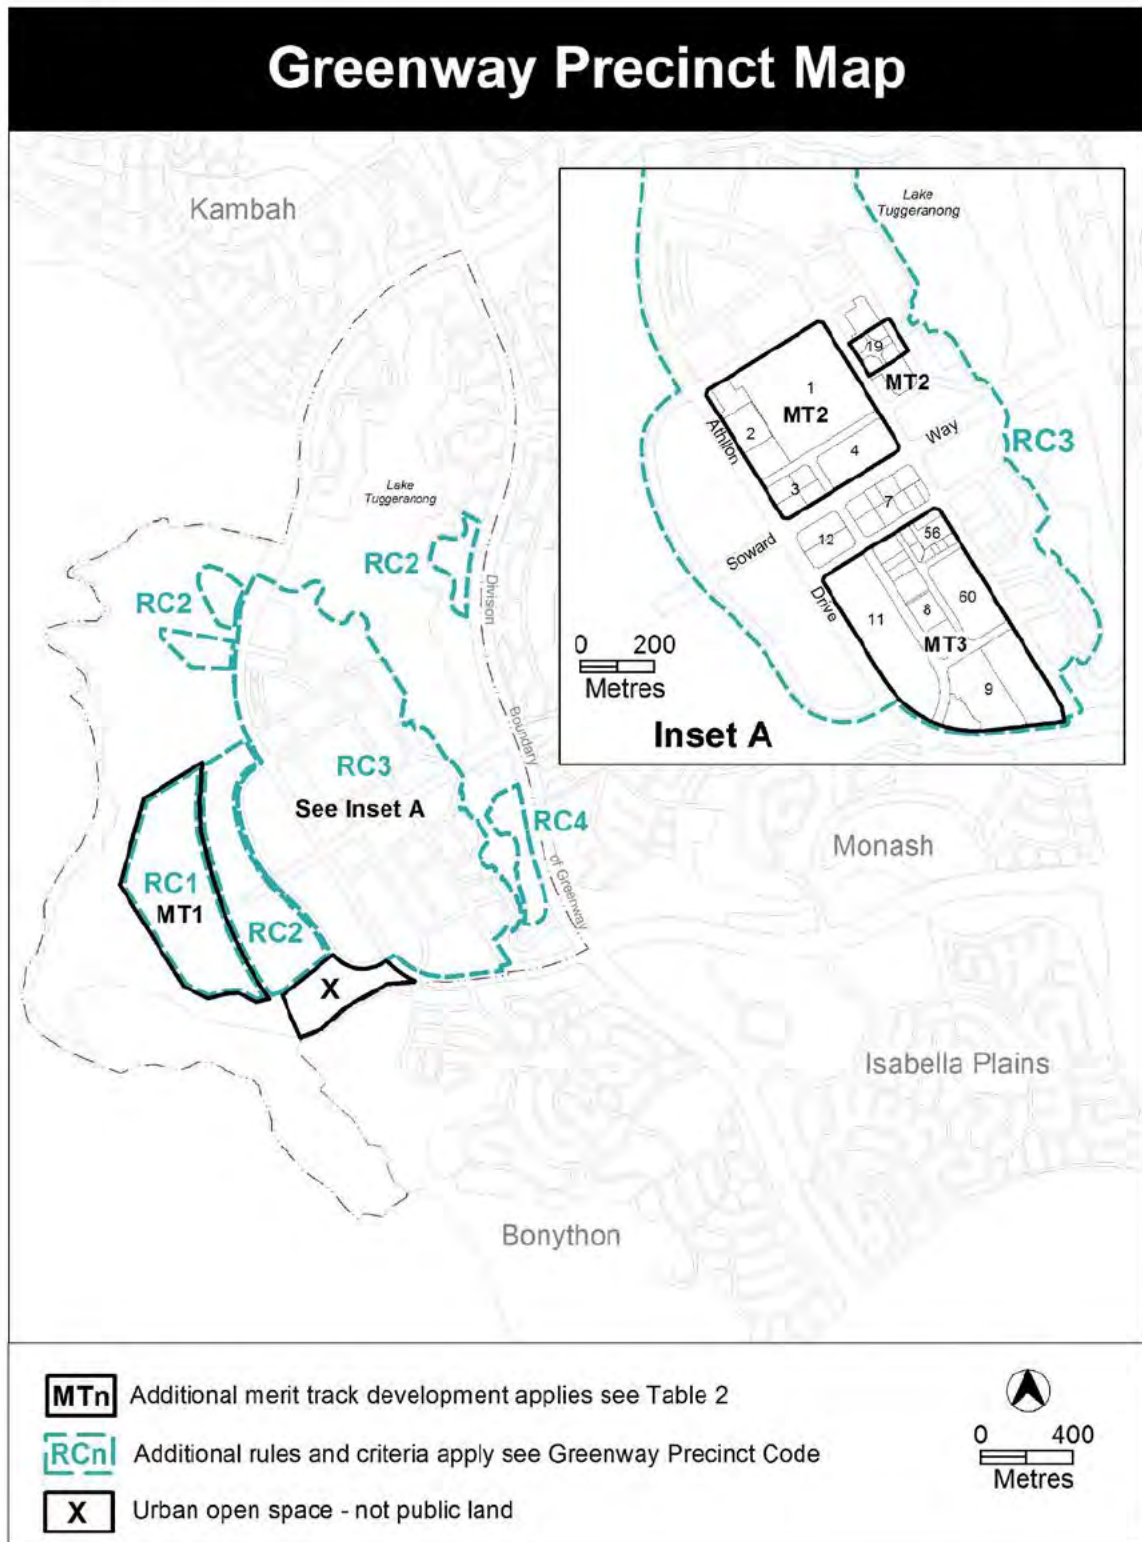 Greenway Precinct Map
Kambah
Lake
Tuggeranong
RC2
RC2
Divison
Boundary
of Greenway
RC3
See Inset A
RC4
RC1
MT1
RC2
X
Monash
Isabella Plains
Bonython
Lake
Tuggeranong
19
MT2
1
MT2
2
Athllon
4
Way
RC3
3
7
12
Soward
56
Drive
11
8
60
MT3
9
0 200
Metres
Inset A
MTn Additional merit track development applies see Table 2
RCn Additional rules and criteria apply see Greenway Precinct Code
X Urban open space - not public land
0 400
Metres